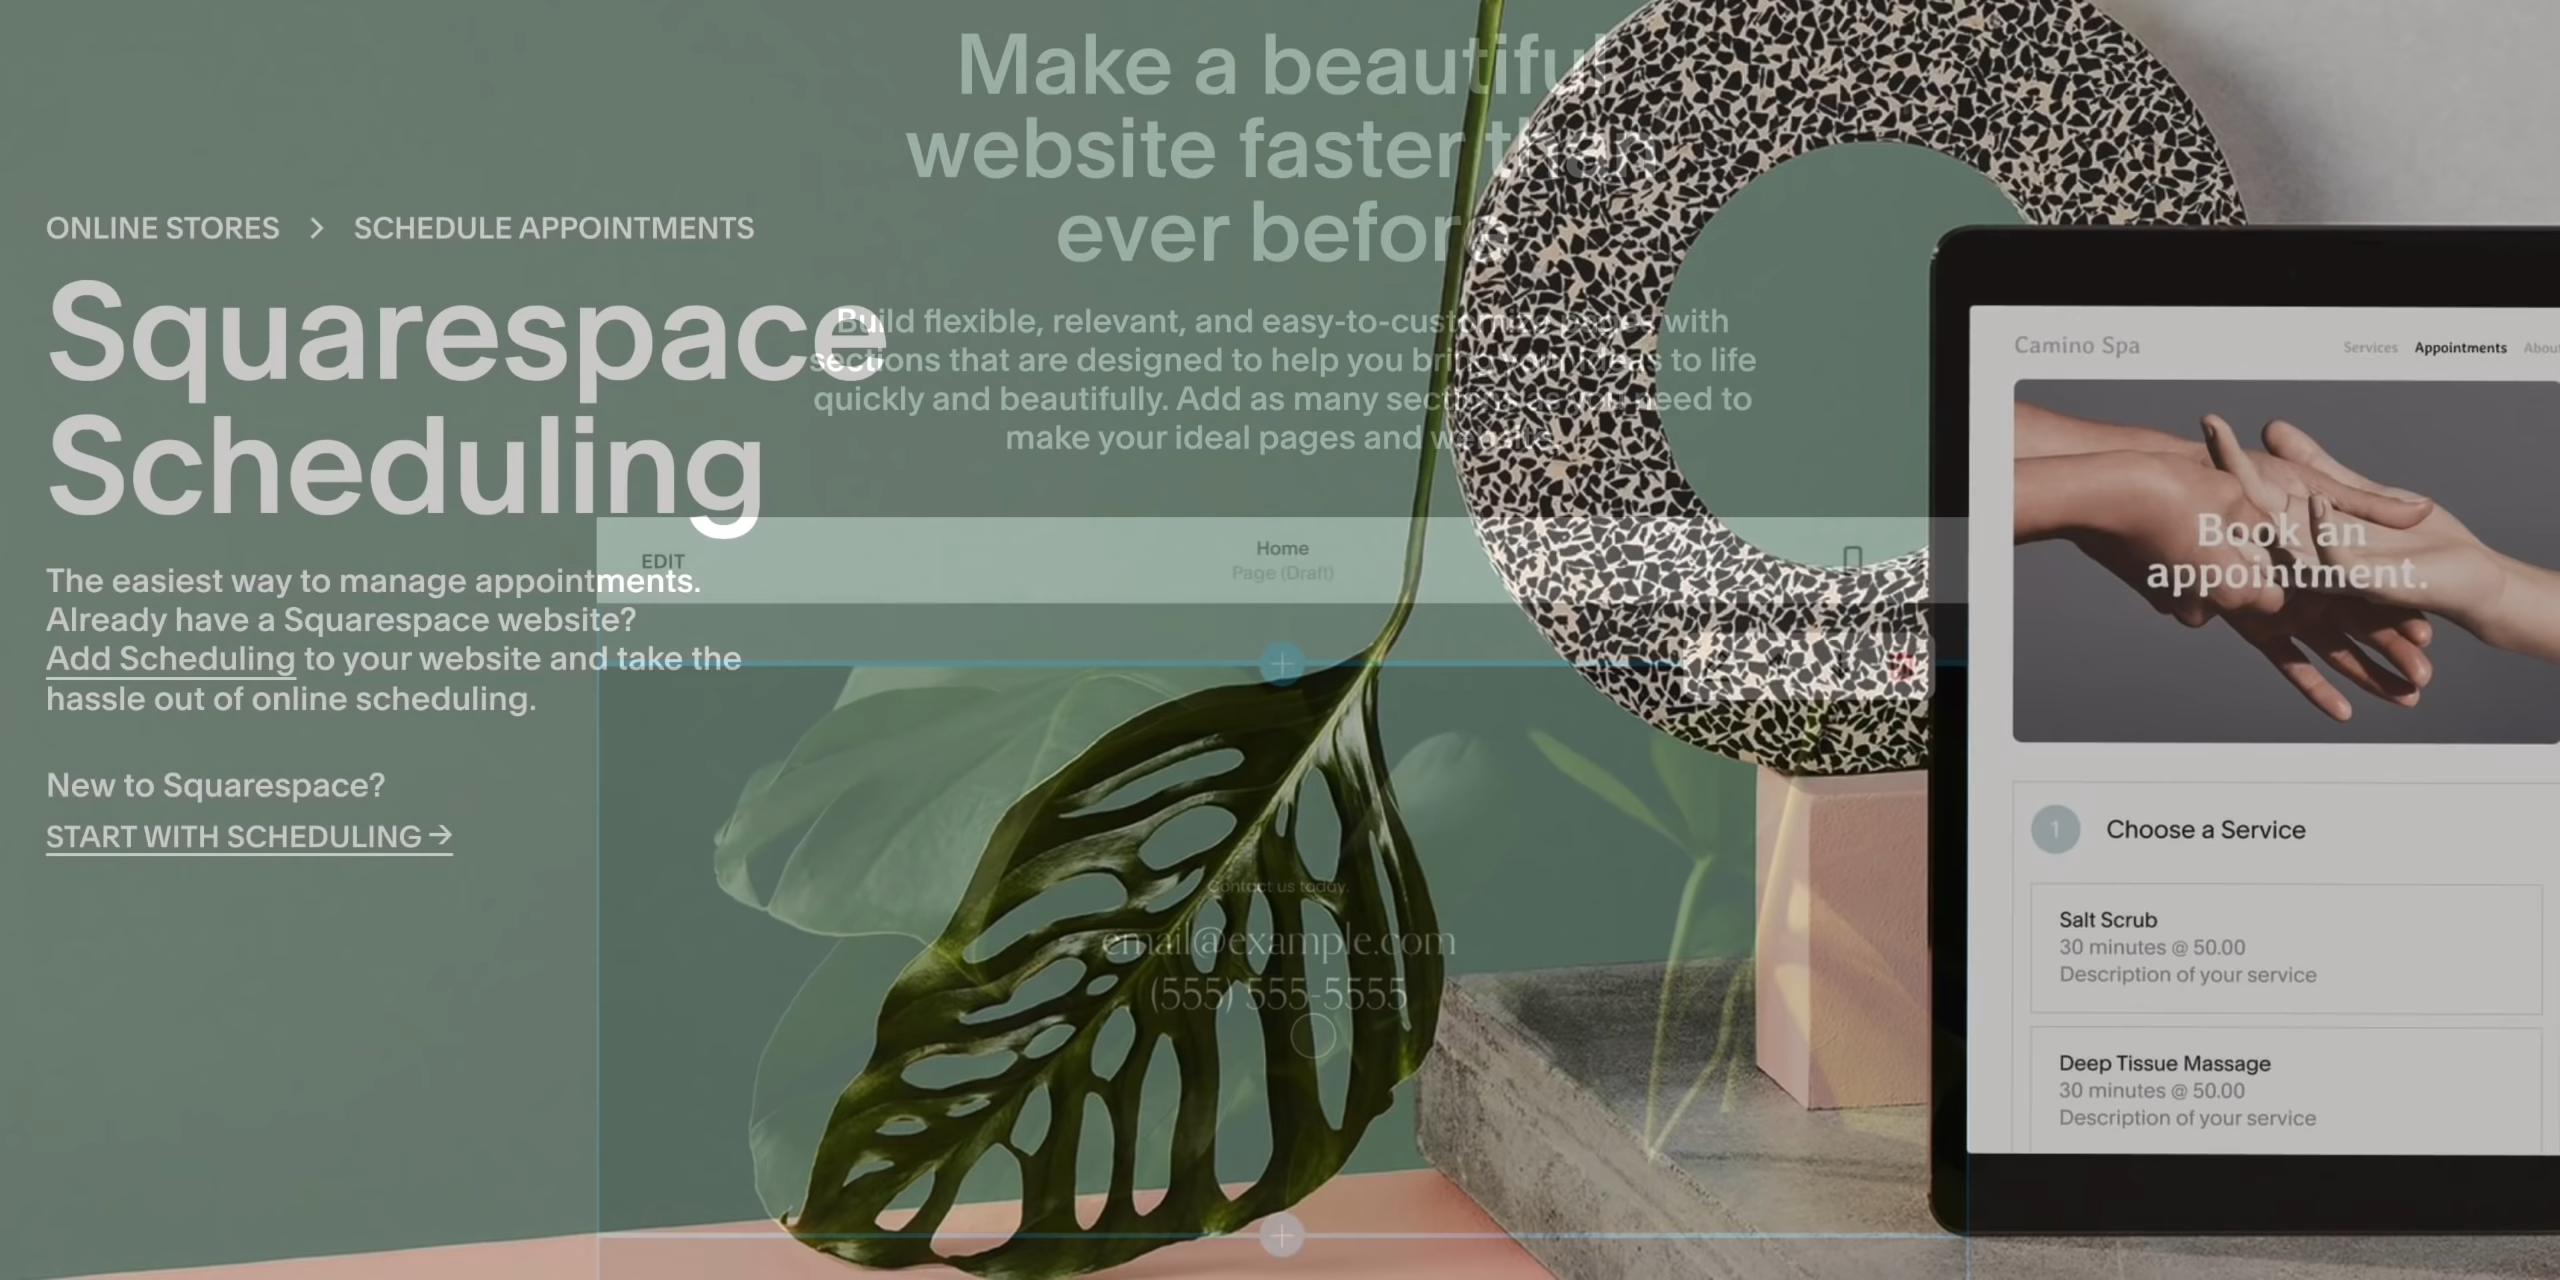 Make a beautiful
website faster than
ever before
Build flexible, relevant, and easy-to-customize pages with
sections that are designed to help you bring your ideas to life
quickly and beautifully. Add as many sections as you need to
make your ideal pages and website.
ONLINE STORES > SCHEDULE APPOINTMENTS
Squarespace
Scheduling
The easiest way to manage appointments.
Already have a Squarespace website?
Add Scheduling to your website and take the
hassle out of online scheduling.
New to Squarespace?
START WITH SCHEDULING →
EDIT
Home
Page (Draft)
Contact us today.
email@example.com
(555) 555-5555
Camino Spa
Services Appointments About
Book an
appointment.
1 Choose a Service
Salt Scrub
30 minutes @ 50.00
Description of your service
Deep Tissue Massage
30 minutes @ 50.00
Description of your service